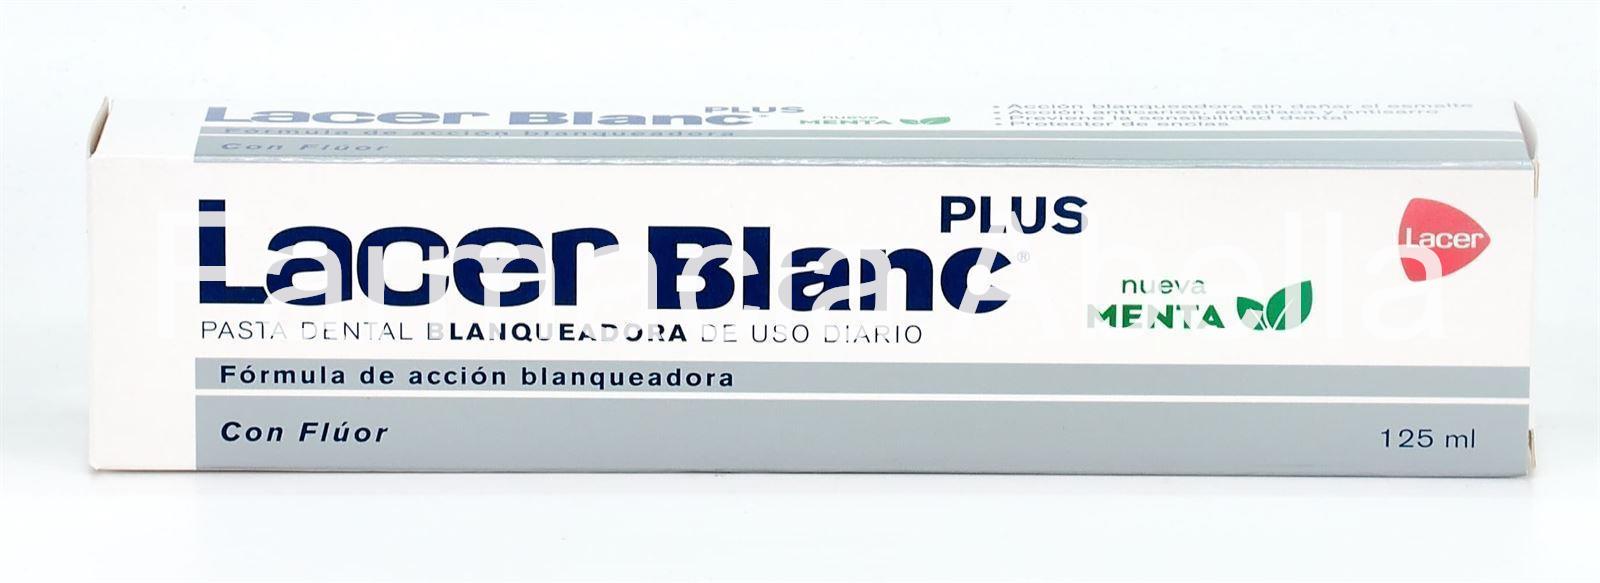 Lacer Blanc PLUS
nueva
MENTA
Fórmula de acción blanqueadora
Con Flúor
• Acción blanqueadora sin dañar el esmalte
• Acción anticaries, antiplaca y antisarro
• Previene la sensibilidad dental
• Protector de encías
Lacer Blanc® PLUS
PASTA DENTAL BLANQUEADORA DE USO DIARIO
nueva
MENTA
Lacer
Fórmula de acción blanqueadora
Con Flúor
125 ml